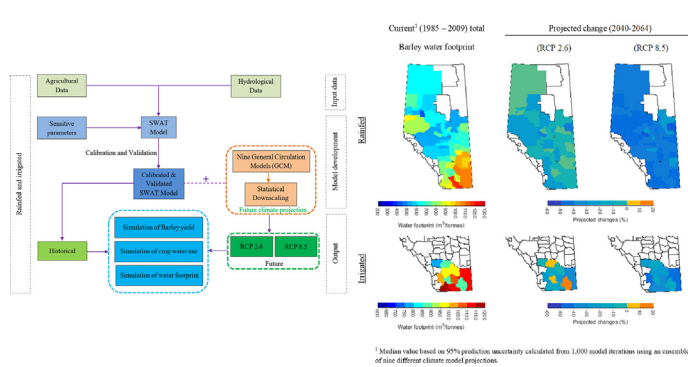 Agricultural
Data
Hydrological
Data
Input data
Sensitive
parameters
SWAT
Model
Calibration and Validation
Rainfed and irrigated
Calibrated &
Validated
SWAT Model
+
Nine General Circulation
Models (GCM)
Statistical
Downscaling
Future climate projection
Model development
Historical
Simulation of Barley yield
Simulation of crop water use
Simulation of water footprint
RCP 2.6
RCP 8.5
Future
Output
Current¹ (1985 – 2009) total
Projected change (2040-2064)
Barley water footprint
(RCP 2.6)
(RCP 8.5)
Rainfed
Water footprint (m³/tonnes)
Projected changes (%)
Projected changes (%)
Irrigated
Water footprint (m³/tonnes)
Projected changes (%)
Projected changes (%)
¹ Median value based on 95% prediction uncertainty calculated from 1,000 model iterations using an ensemble
of nine different climate model projections.